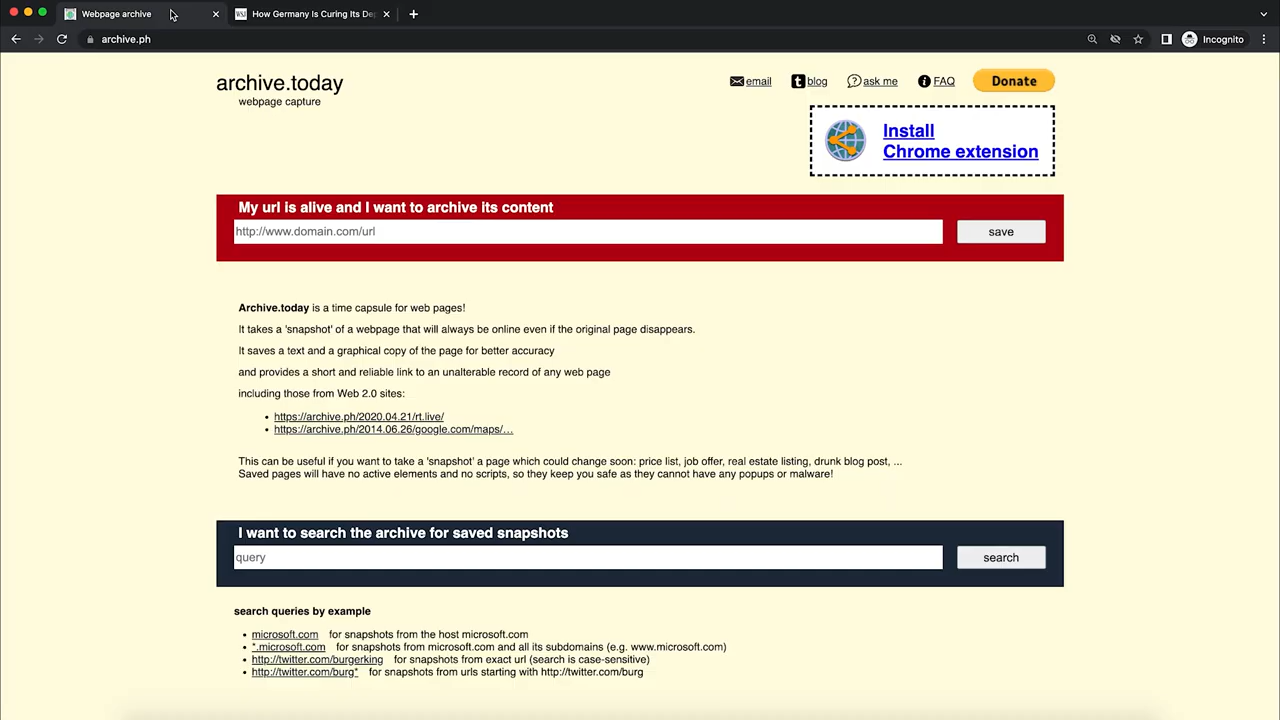 Webpage archive
How Germany Is Curing Its De
archive.ph
Incognito
archive.today
webpage capture
email
blog
ask me
FAQ
Donate
Install
Chrome extension
My url is alive and I want to archive its content
http://www.domain.com/url
save
Archive.today is a time capsule for web pages!
It takes a 'snapshot' of a webpage that will always be online even if the original page disappears.
It saves a text and a graphical copy of the page for better accuracy
and provides a short and reliable link to an unalterable record of any web page
including those from Web 2.0 sites:
• https://archive.ph/2020.04.21/rt.live/
• https://archive.ph/2014.06.26/google.com/maps/…
This can be useful if you want to take a 'snapshot' a page which could change soon: price list, job offer, real estate listing, drunk blog post, ...
Saved pages will have no active elements and no scripts, so they keep you safe as they cannot have any popups or malware!
I want to search the archive for saved snapshots
query
search
search queries by example
• microsoft.com for snapshots from the host microsoft.com
• *.microsoft.com for snapshots from microsoft.com and all its subdomains (e.g. www.microsoft.com)
• http://twitter.com/burgerking for snapshots from exact url (search is case-sensitive)
• http://twitter.com/burg* for snapshots from urls starting with http://twitter.com/burg